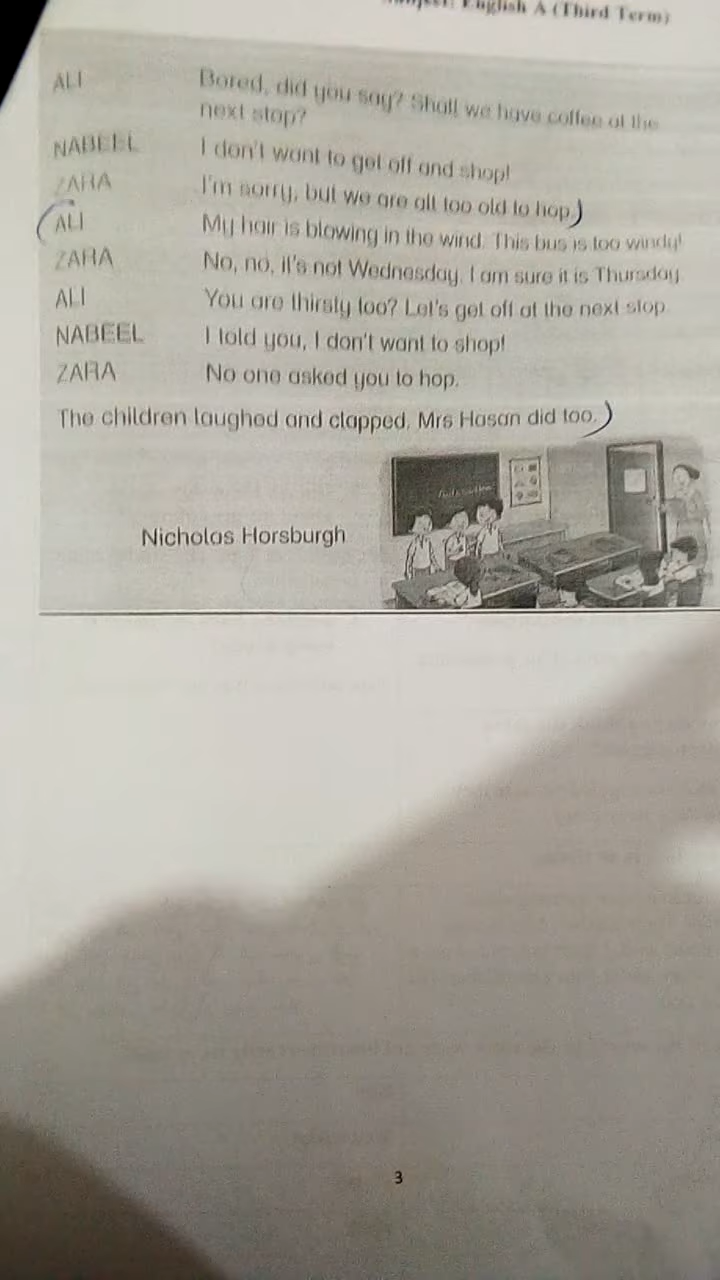 Subject: English A (Third Term)
ALI Bored, did you say? Shall we have coffee at the
next stop?
NABEEL I don't want to get off and shop!
ZARA I'm sorry, but we are all too old to hop.
ALI My hair is blowing in the wind. This bus is too windy!
ZARA No, no, it's not Wednesday. I am sure it is Thursday.
ALI You are thirsty too? Let's get off at the next stop.
NABEEL I told you, I don't want to shop!
ZARA No one asked you to hop.
The children laughed and clapped. Mrs Hasan did too.
Nicholas Horsburgh
3